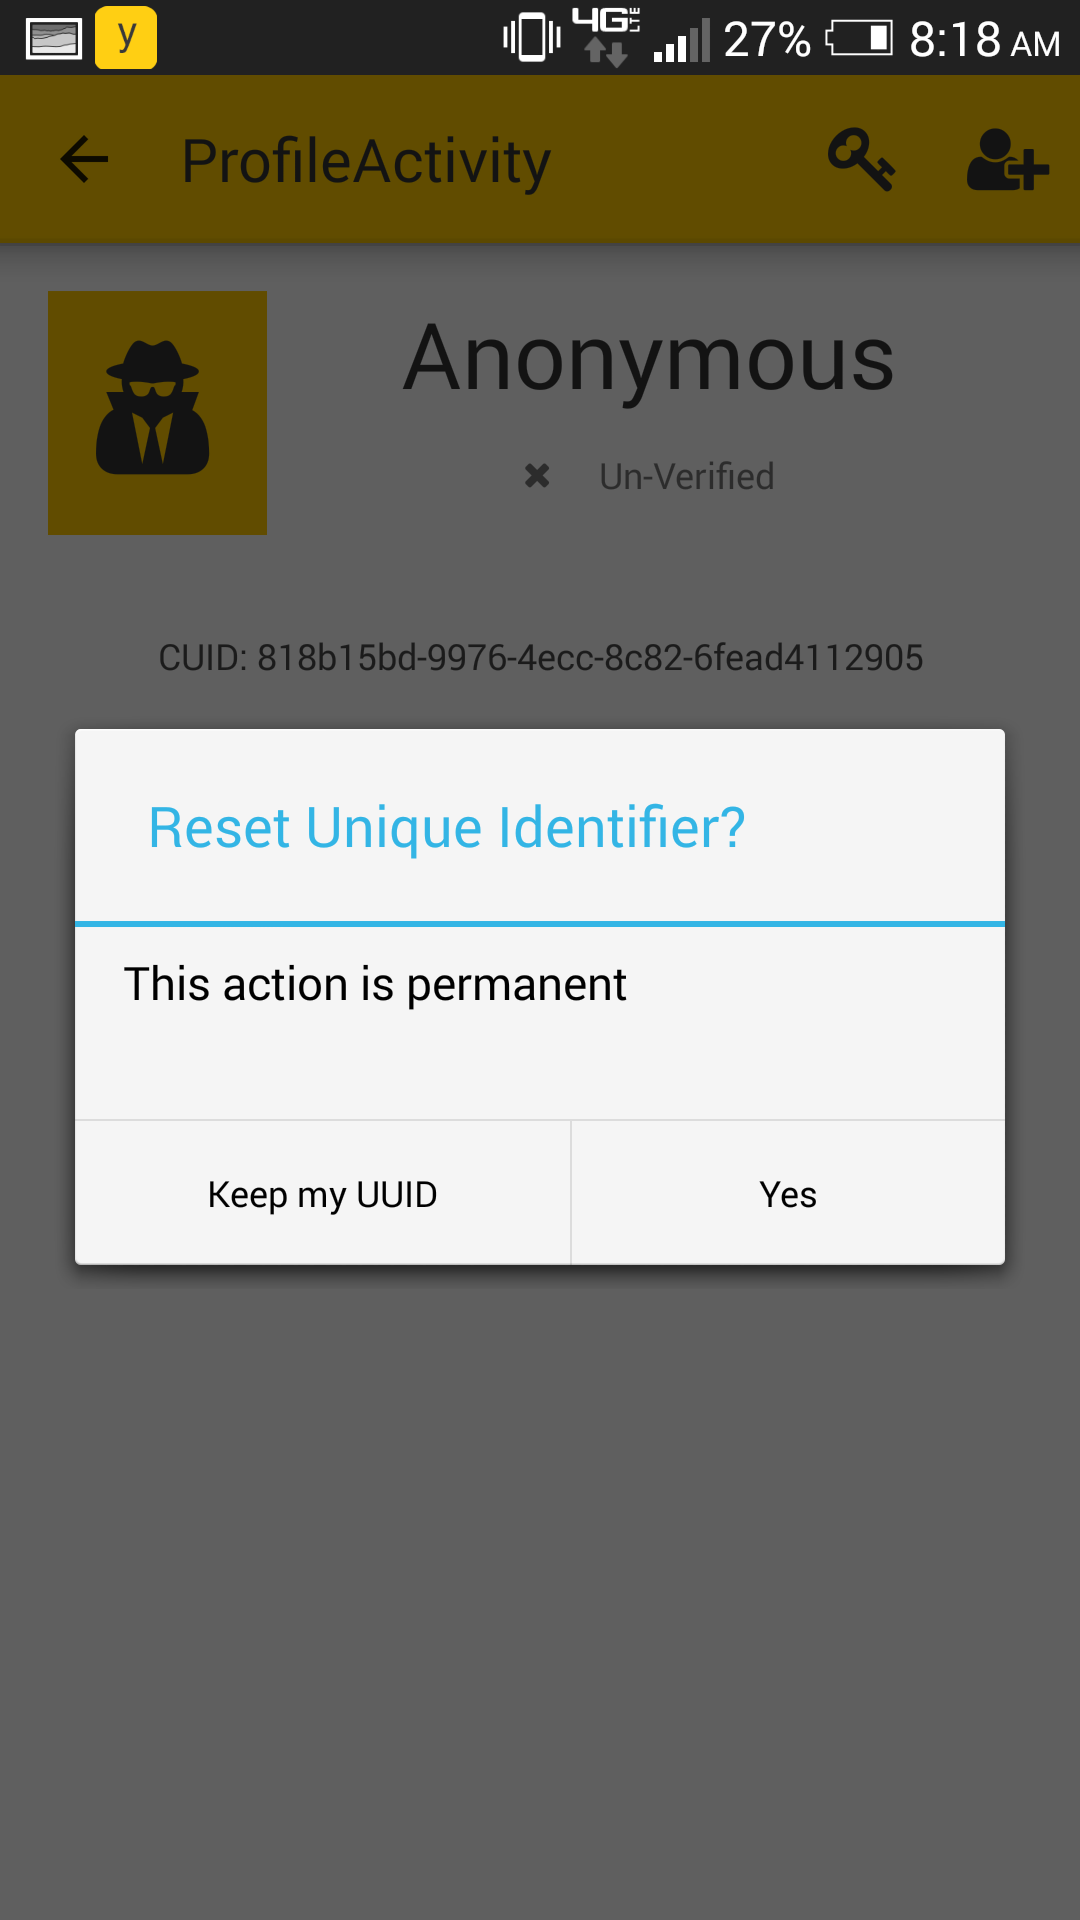 y 4G LTE 27% 8:18 AM
ProfileActivity
Anonymous
Un-Verified
CUID: 818b15bd-9976-4ecc-8c82-6fead4112905
Reset Unique Identifier?
This action is permanent
Keep my UUID Yes